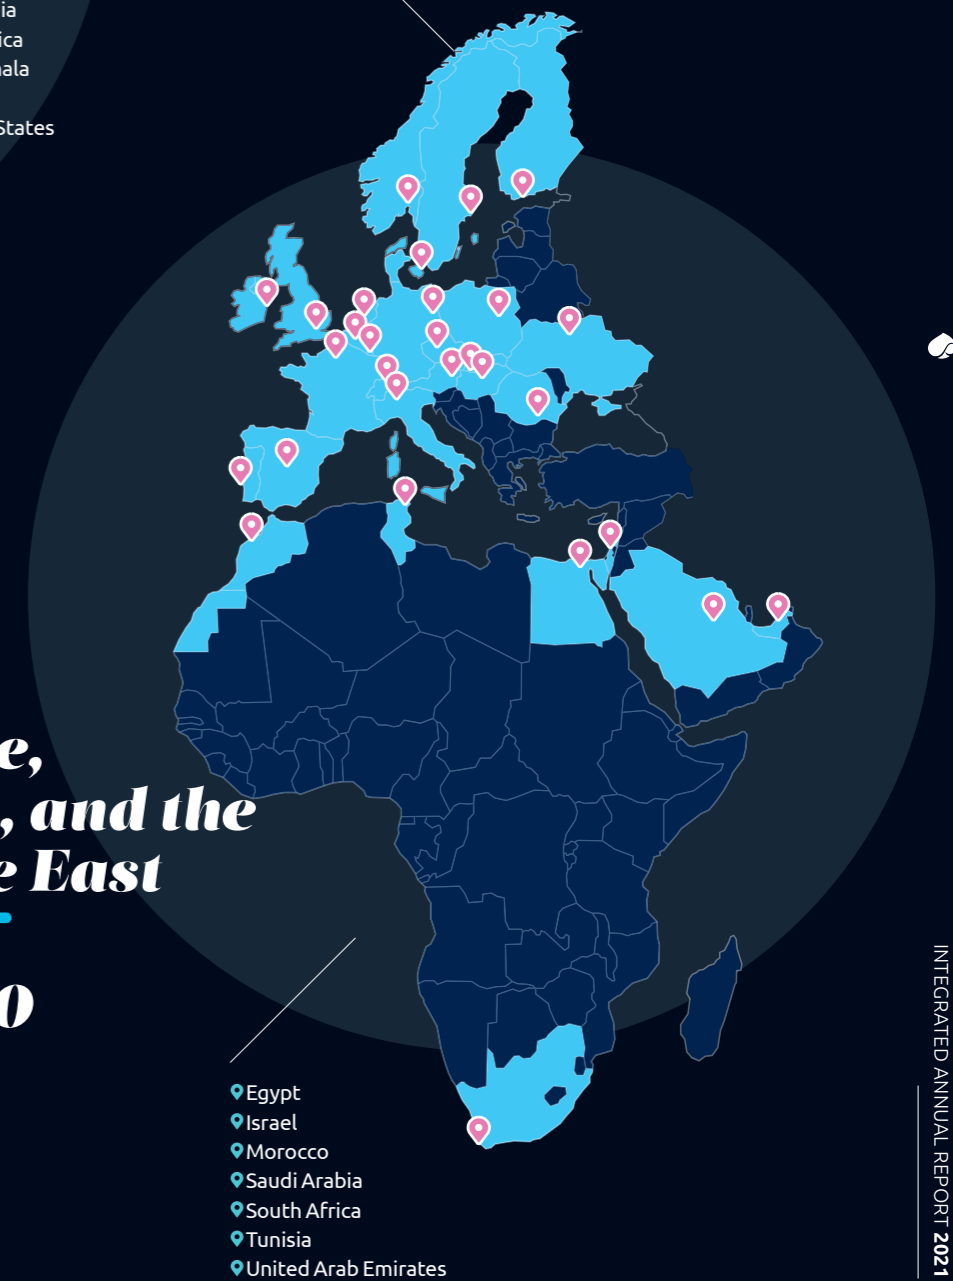 States
, and the
East
Egypt
Israel
Morocco
Saudi Arabia
South Africa
Tunisia
United Arab Emirates
INTEGRATED ANNUAL REPORT 2021